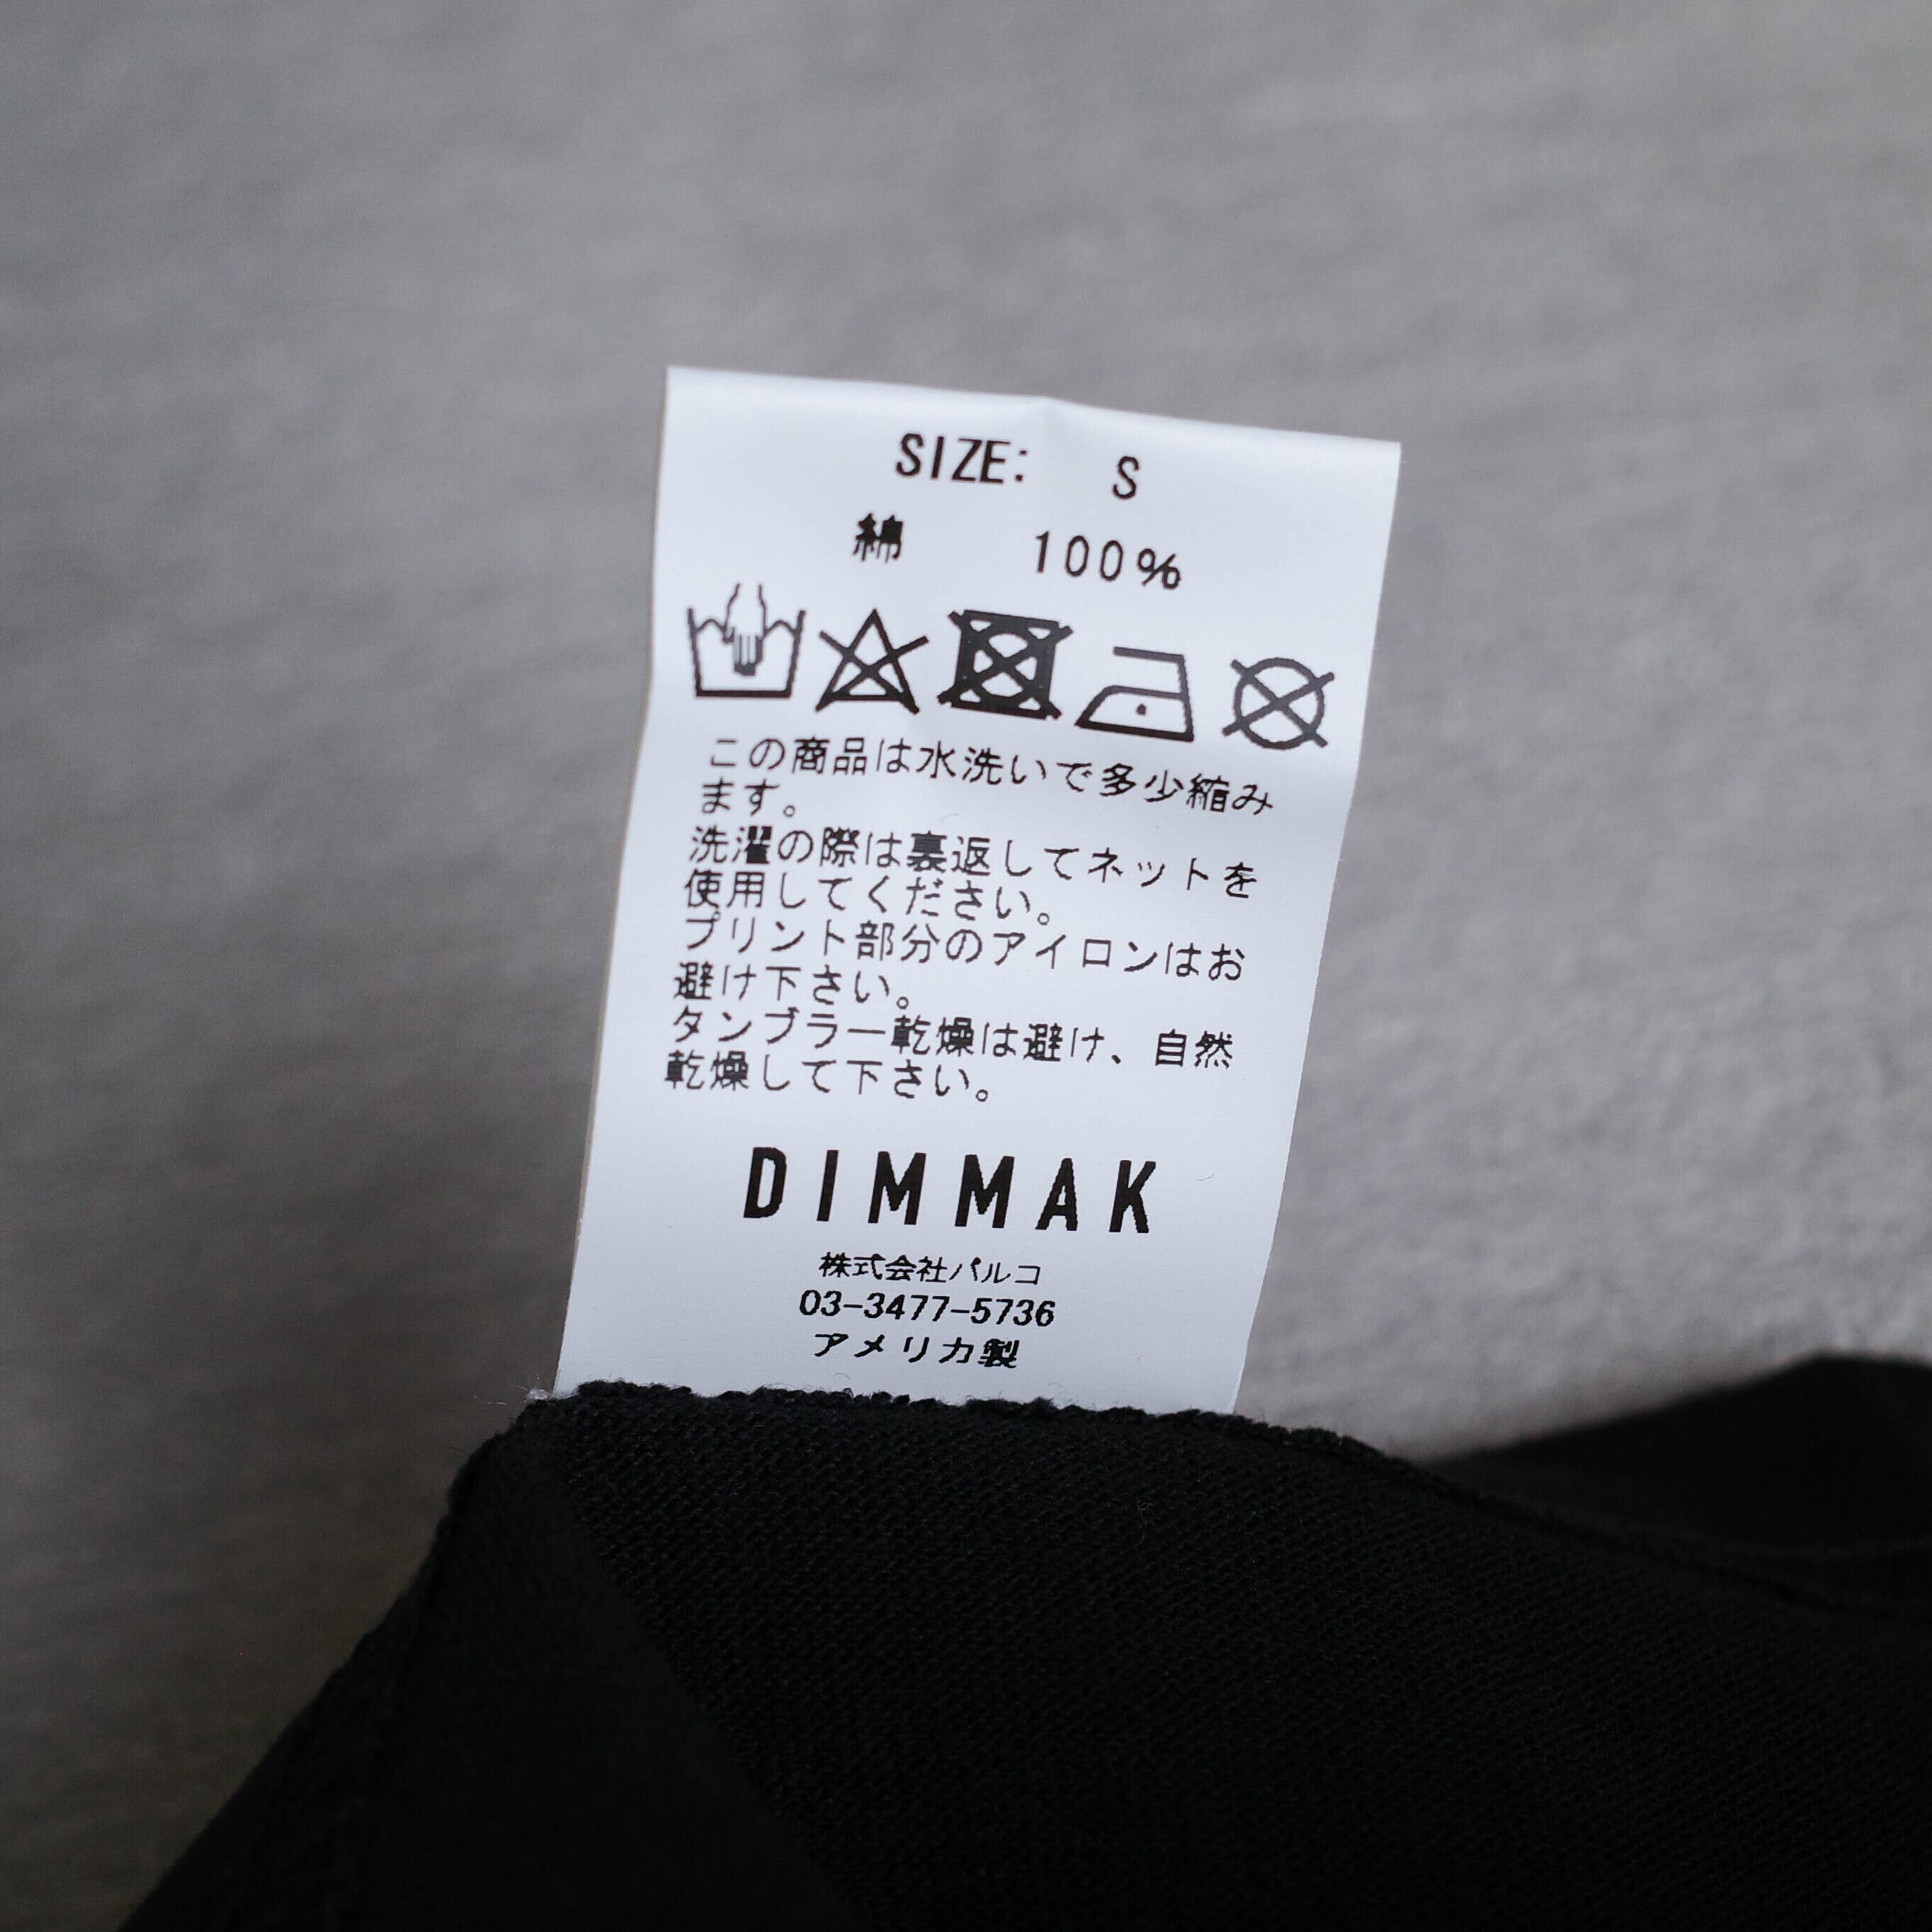 SIZE: S
綿 100%
この商品は水洗いで多少縮み
ます。
洗濯の際は裏返してネットを
使用してください。
プリント部分のアイロンはお
避け下さい。
タンブラー乾燥は避け、自然
乾燥して下さい。
DIMMAK
株式会社パルコ
03-3477-5736
アメリカ製